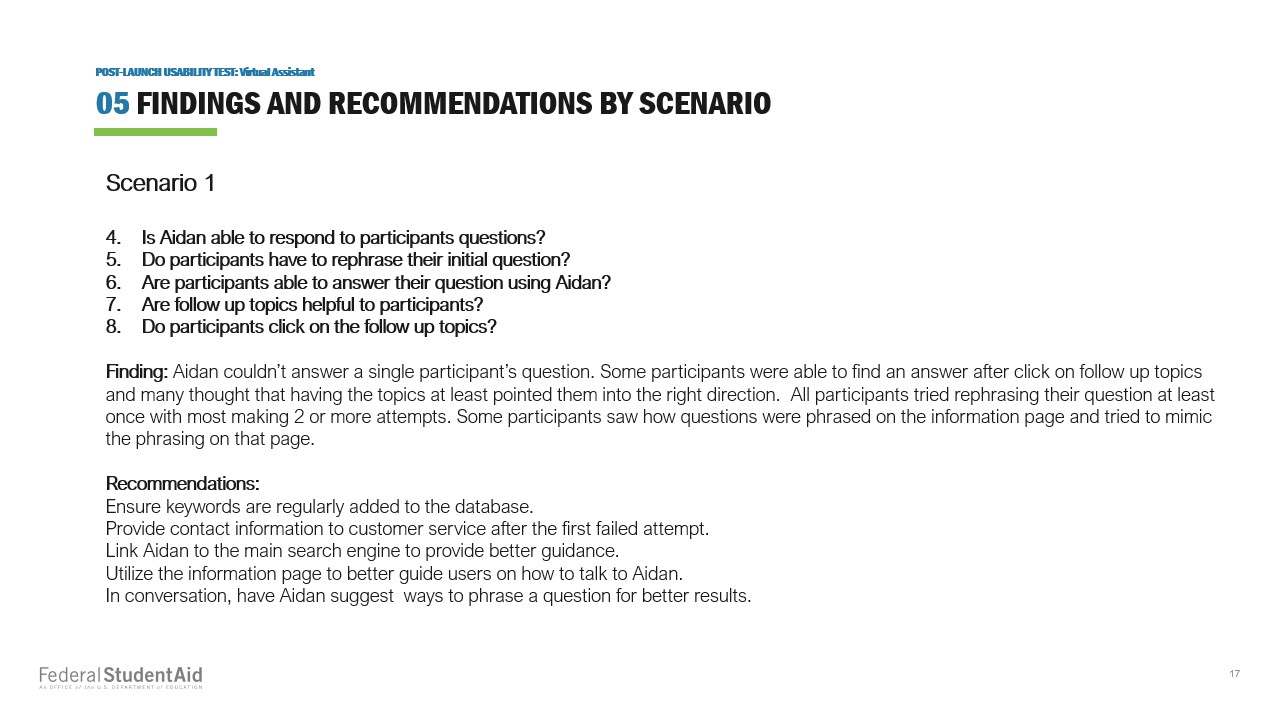 POST-LAUNCH USABILITY TEST: Virtual Assistant
05 FINDINGS AND RECOMMENDATIONS BY SCENARIO
Scenario 1
4. Is Aidan able to respond to participants questions?
5. Do participants have to rephrase their initial question?
6. Are participants able to answer their question using Aidan?
7. Are follow up topics helpful to participants?
8. Do participants click on the follow up topics?
Finding: Aidan couldn't answer a single participant's question. Some participants were able to find an answer after click on follow up topics
and many thought that having the topics at least pointed them into the right direction.  All participants tried rephrasing their question at least
once with most making 2 or more attempts. Some participants saw how questions were phrased on the information page and tried to mimic
the phrasing on that page.
Recommendations:
Ensure keywords are regularly added to the database.
Provide contact information to customer service after the first failed attempt.
Link Aidan to the main search engine to provide better guidance.
Utilize the information page to better guide users on how to talk to Aidan.
In conversation, have Aidan suggest  ways to phrase a question for better results.
Federal StudentAid
An OFFICE of the U.S. DEPARTMENT of EDUCATION
17